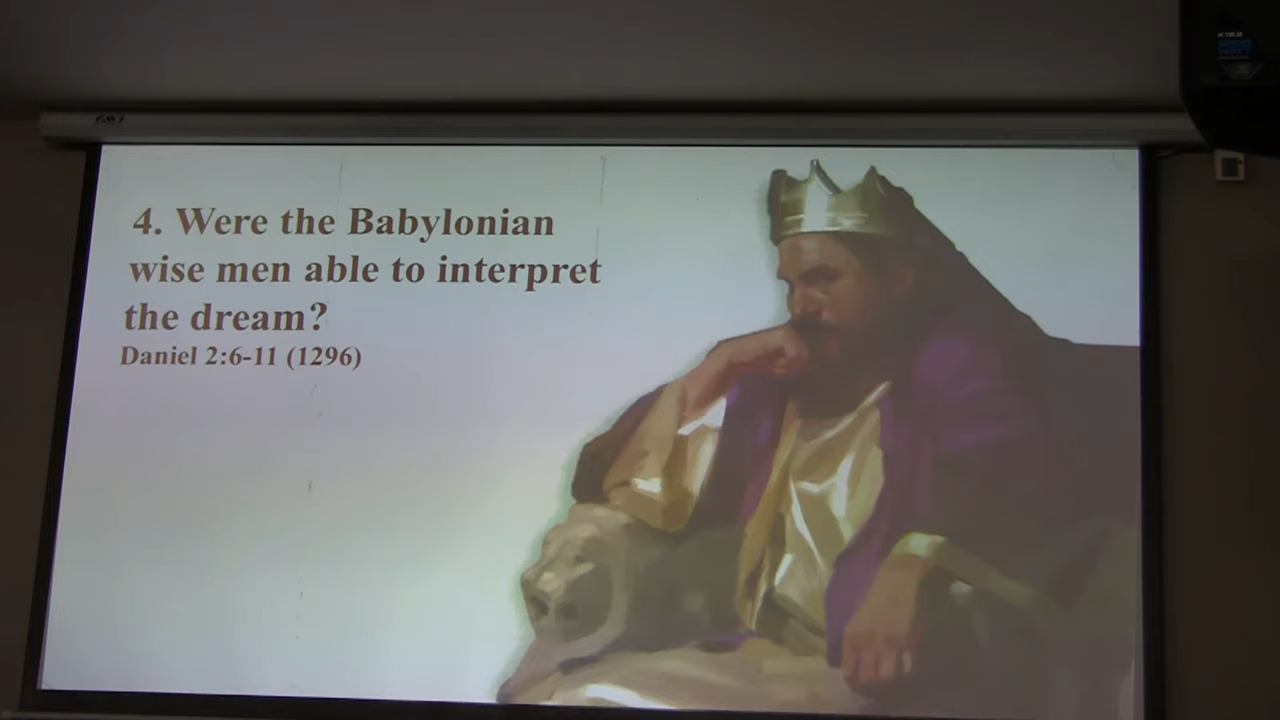 4. Were the Babylonian
wise men able to interpret
the dream?
Daniel 2:6-11 (1296)